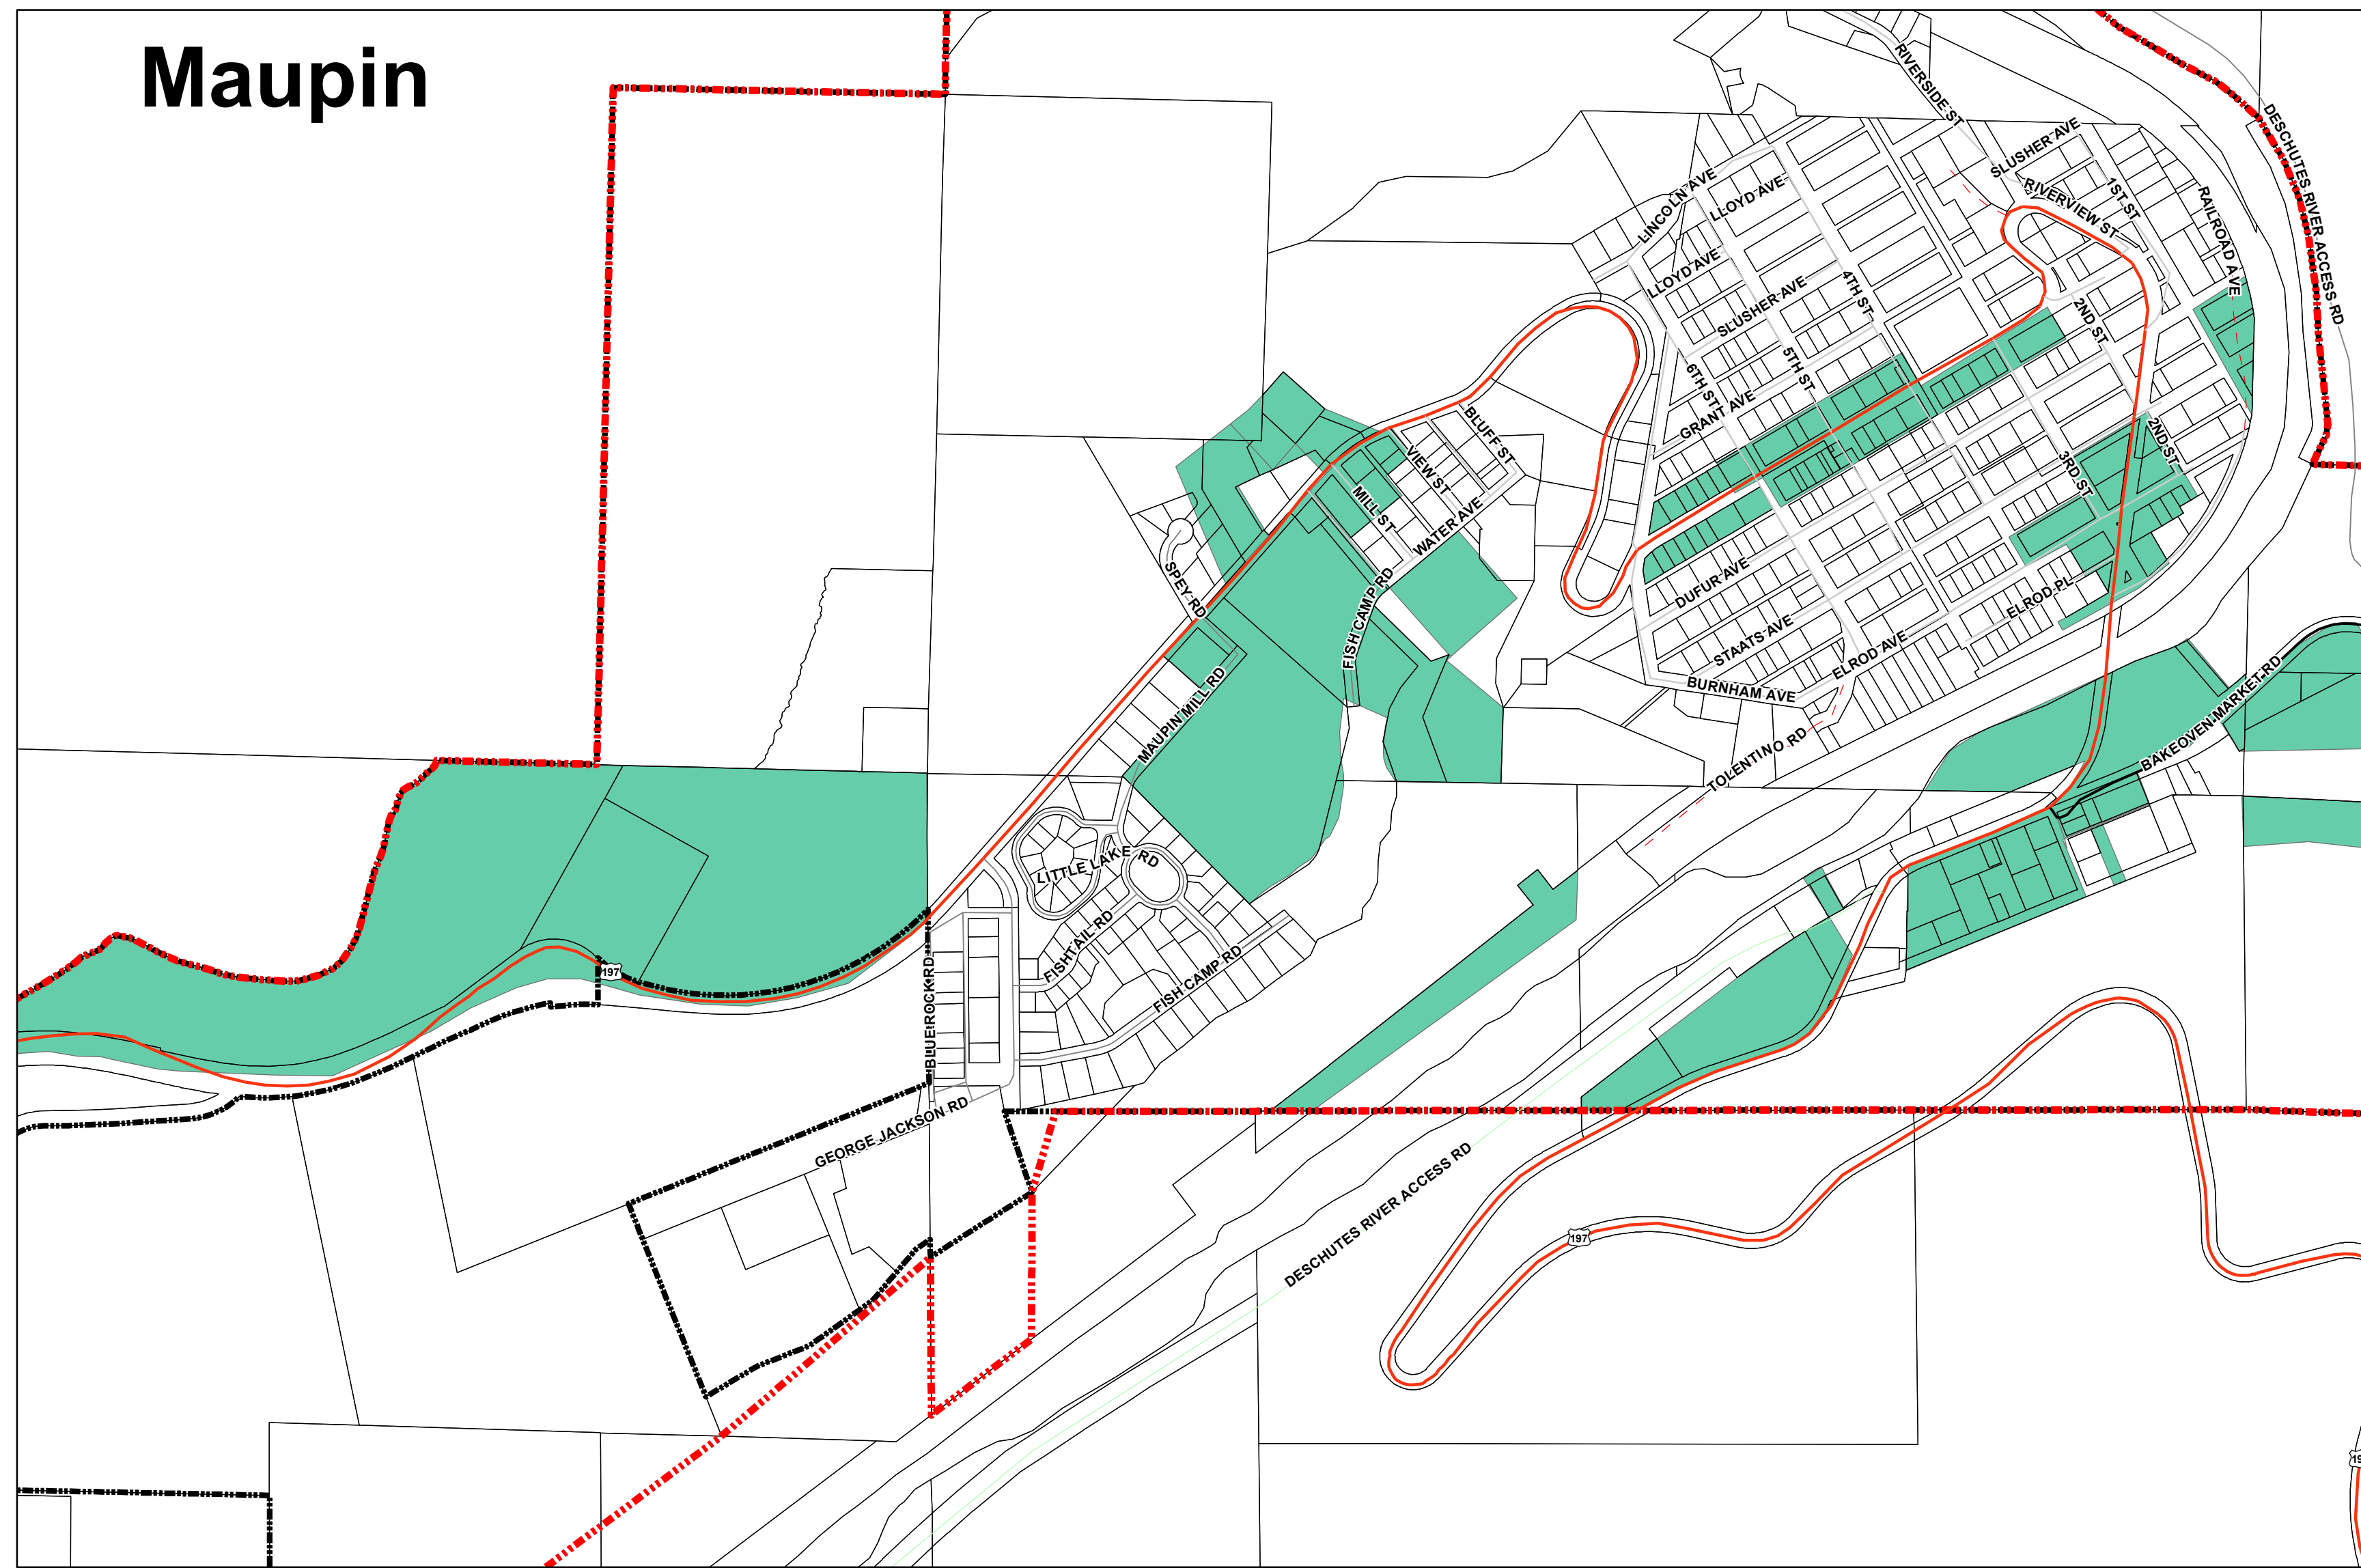 Maupin
RIVERSIDE ST
DESCHUTES RIVER ACCESS RD
SLUSHER AVE
RIVERVIEW ST
1ST ST
RAILROAD AVE
LINCOLN AVE
LLOYD AVE
LLOYD AVE
SLUSHER AVE
4TH ST
2ND ST
5TH ST
6TH ST
GRANT AVE
BLUFF ST
VIEW ST
MILL ST
WATER AVE
2ND ST
3RD ST
SPEY RD
FISH CAMP RD
DUFUR AVE
STAATS AVE
ELROD PL
ELROD AVE
BURNHAM AVE
MAUPIN MILL RD
TOLENTINO RD
BAKEOVEN MARKET RD
LITTLE LAKE RD
FISHTAIL RD
FISH CAMP RD
197
BLUE ROCK RD
GEORGE JACKSON RD
DESCHUTES RIVER ACCESS RD
197